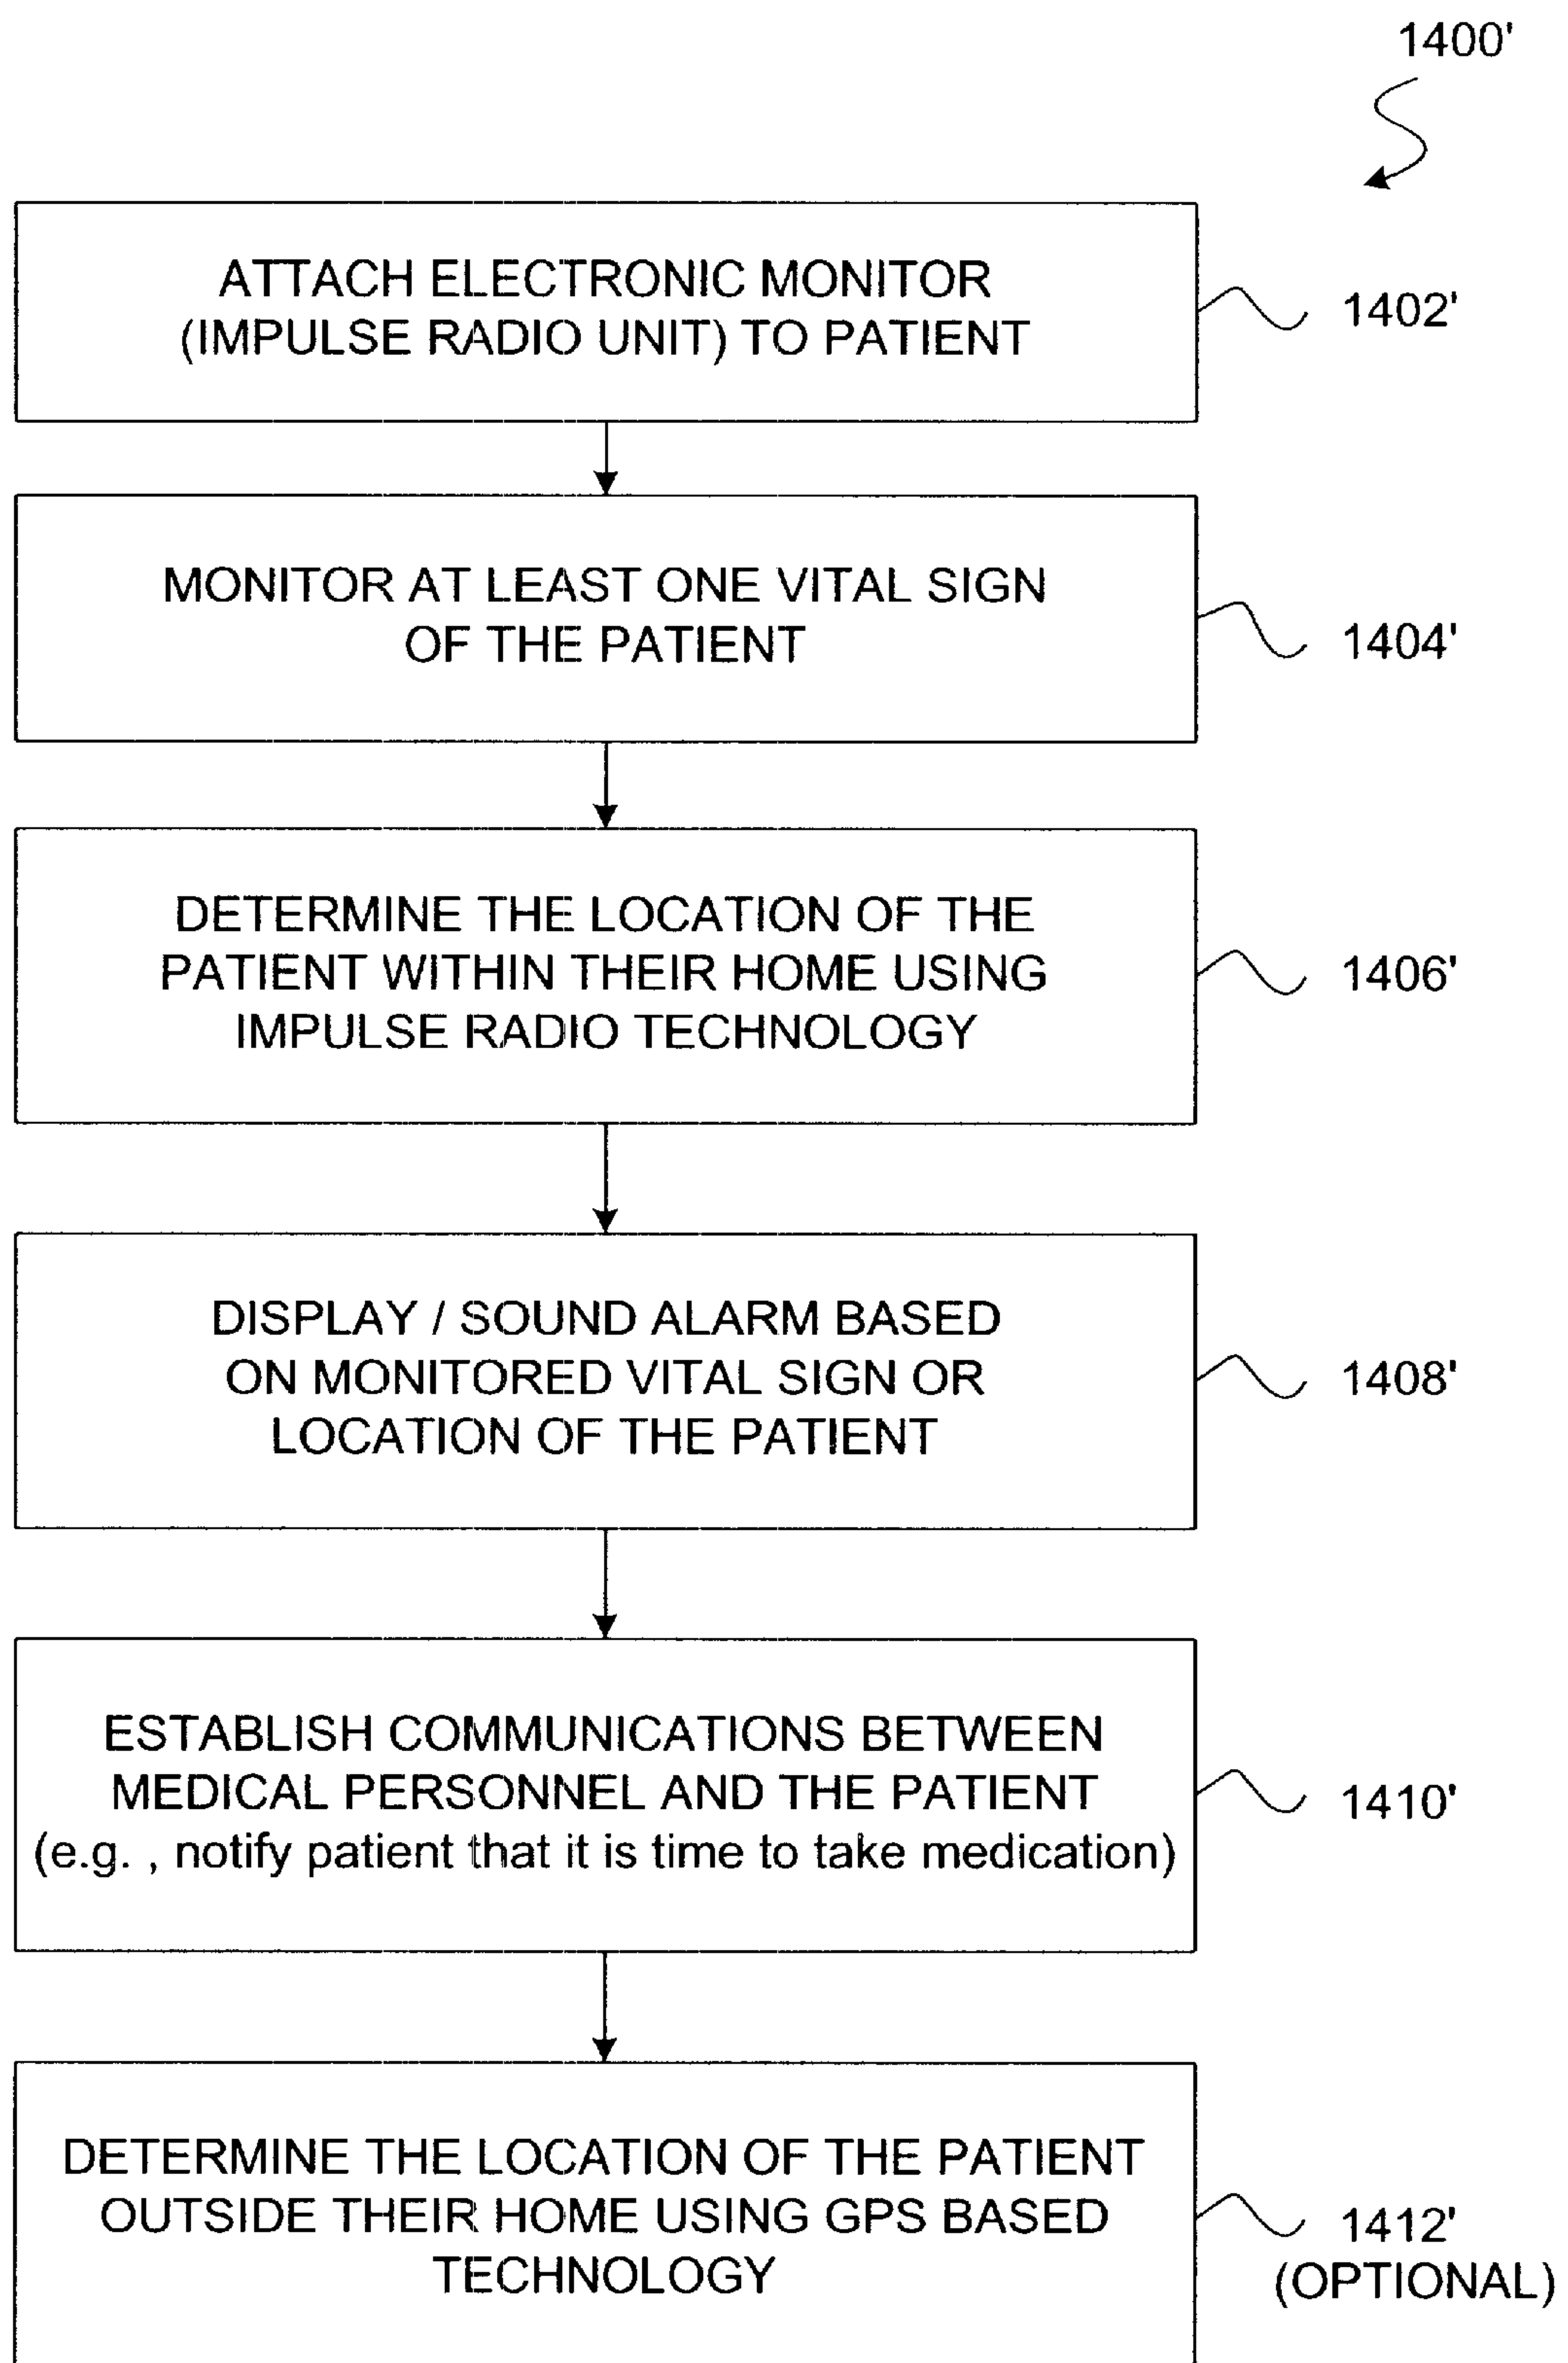 1400'
ATTACH ELECTRONIC MONITOR
(IMPULSE RADIO UNIT) TO PATIENT
1402'
MONITOR AT LEAST ONE VITAL SIGN
OF THE PATIENT
1404'
DETERMINE THE LOCATION OF THE
PATIENT WITHIN THEIR HOME USING
IMPULSE RADIO TECHNOLOGY
1406'
DISPLAY / SOUND ALARM BASED
ON MONITORED VITAL SIGN OR
LOCATION OF THE PATIENT
1408'
ESTABLISH COMMUNICATIONS BETWEEN
MEDICAL PERSONNEL AND THE PATIENT
(e.g. , notify patient that it is time to take medication)
1410'
DETERMINE THE LOCATION OF THE PATIENT
OUTSIDE THEIR HOME USING GPS BASED
TECHNOLOGY
1412'
(OPTIONAL)